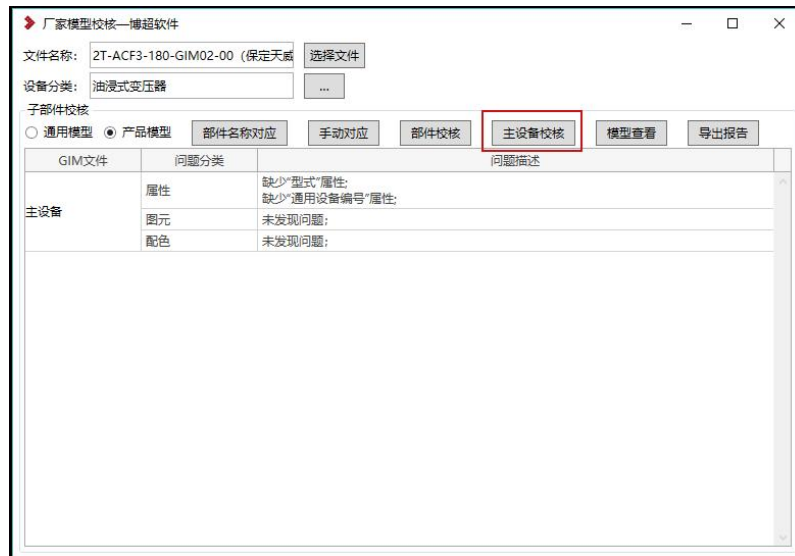 厂家模型校核—博超软件
文件名称: 2T-ACF3-180-GIM02-00（保定天威 选择文件
设备分类: 油浸式变压器 ...
子部件校核
通用模型 产品模型 部件名称对应 手动对应 部件校核 主设备校核 模型查看 导出报告
GIM文件 问题分类 问题描述
主设备 属性 缺少"型式"属性;
缺少"通用设备编号"属性;
图元 未发现问题;
配色 未发现问题;